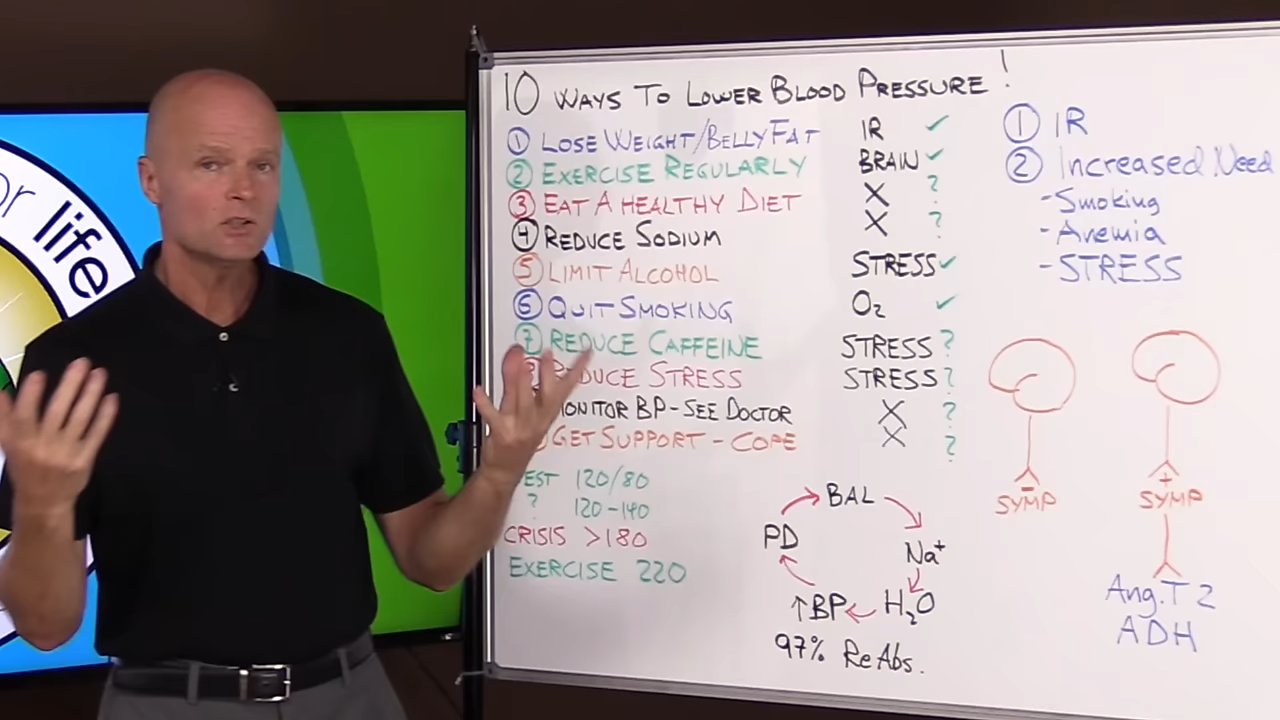 or life
10 WAYS TO LOWER BLOOD PRESSURE!
① LOSE WEIGHT/BELLY FAT IR ✓
② EXERCISE REGULARLY BRAIN ✓
③ EAT A HEALTHY DIET X ?
④ REDUCE SODIUM X ?
⑤ LIMIT ALCOHOL STRESS ✓
⑥ QUIT SMOKING O₂ ✓
⑦ REDUCE CAFFEINE STRESS ?
REDUCE STRESS STRESS ?
MONITOR BP - SEE DOCTOR X ?
GET SUPPORT - COPE X ?
120/80
? 120-140
CRISIS >180
EXERCISE 220
BAL
PD
Na⁺
↑BP
H₂O
97% ReAbs.
① IR
② Increased Need
- Smoking
- Anemia
- STRESS
-
SYMP
+
SYMP
Ang.T 2
ADH